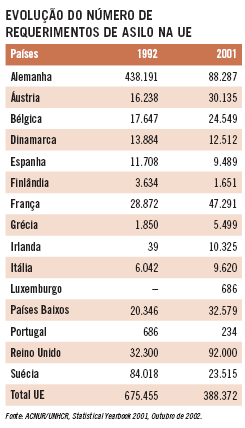 EVOLUÇÃO DO NÚMERO DE
REQUERIMENTOS DE ASILO NA UE
Países 1992 2001
Alemanha 438.191 88.287
Áustria 16.238 30.135
Bélgica 17.647 24.549
Dinamarca 13.884 12.512
Espanha 11.708 9.489
Finlândia 3.634 1.651
França 28.872 47.291
Grécia 1.850 5.499
Irlanda 39 10.325
Itália 6.042 9.620
Luxemburgo – 686
Países Baixos 20.346 32.579
Portugal 686 234
Reino Unido 32.300 92.000
Suécia 84.018 23.515
Total UE 675.455 388.372
Fonte: ACNUR/UNHCR, Statistical Yearbook 2001, Outubro de 2002.